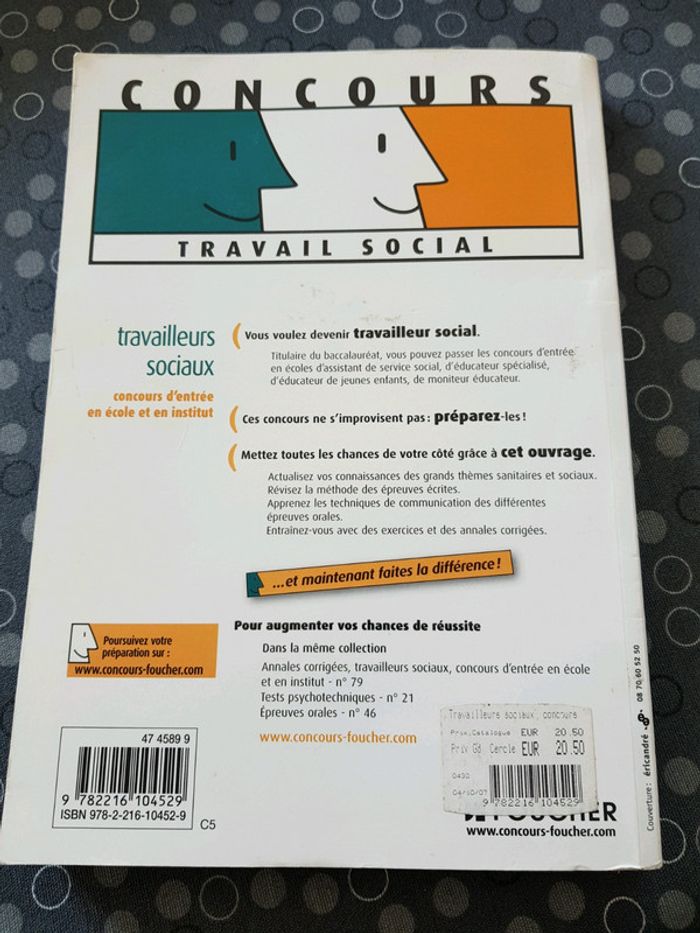 CONCOURS
TRAVAIL SOCIAL
travailleurs
sociaux
concours d'entrée
en école et en institut
Vous voulez devenir travailleur social.
Titulaire du baccalauréat, vous pouvez passer les concours d'entrée
en écoles d'assistant de service social, d'éducateur spécialisé,
d'éducateur de jeunes enfants, de moniteur éducateur.
Ces concours ne s'improvisent pas : préparez-les !
Mettez toutes les chances de votre côté grâce à cet ouvrage.
Actualisez vos connaissances des grands thèmes sanitaires et sociaux.
Révisez la méthode des épreuves écrites.
Apprenez les techniques de communication des différentes
épreuves orales.
Entraînez-vous avec des exercices et des annales corrigées.
...et maintenant faites la différence !
Poursuivez votre
préparation sur :
www.concours-foucher.com
Pour augmenter vos chances de réussite
Dans la même collection
Annales corrigées, travailleurs sociaux, concours d'entrée en école
et en institut - n° 79
Tests psychotechniques - n° 21
Épreuves orales - n° 46
www.concours-foucher.com
47 4589 9
9 782216 104529
ISBN 978-2-216-10452-9
C5
Travailleurs sociaux, concours
Prix.Catalogue EUR 20.50
Prix Gd. Cercle EUR 20.50
0490
04/10/07
9 782216 104529
FOUCHER
www.concours-foucher.com
Couverture : éricandré 08 70 60 52 50